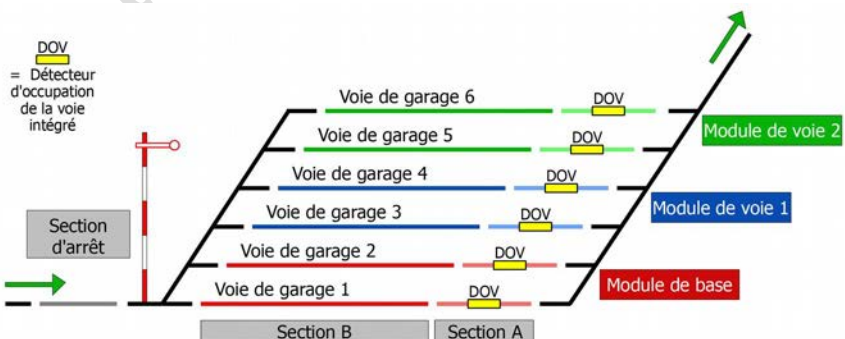 DOV
= Détecteur
d'occupation
de la voie
intégré
Voie de garage 6
DOV
Module de voie 2
Voie de garage 5
DOV
Voie de garage 4
DOV
Module de voie 1
Voie de garage 3
DOV
Section
d'arrêt
Voie de garage 2
DOV
Module de base
Voie de garage 1
DOV
Section B
Section A